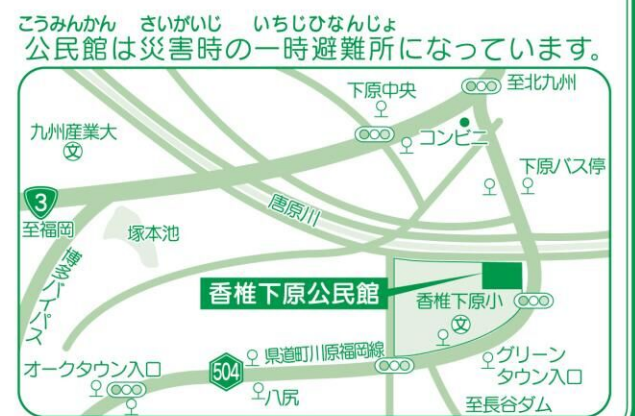 こうみんかん さいがいじ いちじひなんじょ
公民館は災害時の一時避難所になっています。
下原中央
至北九州
九州産業大
文
コンビニ
下原バス停
3
至福岡
塚本池
唐原川
博多バイパス
香椎下原公民館
香椎下原小
文
オークタウン入口
504
県道町川原福岡線
八尻
グリーン
タウン入口
至長谷ダム